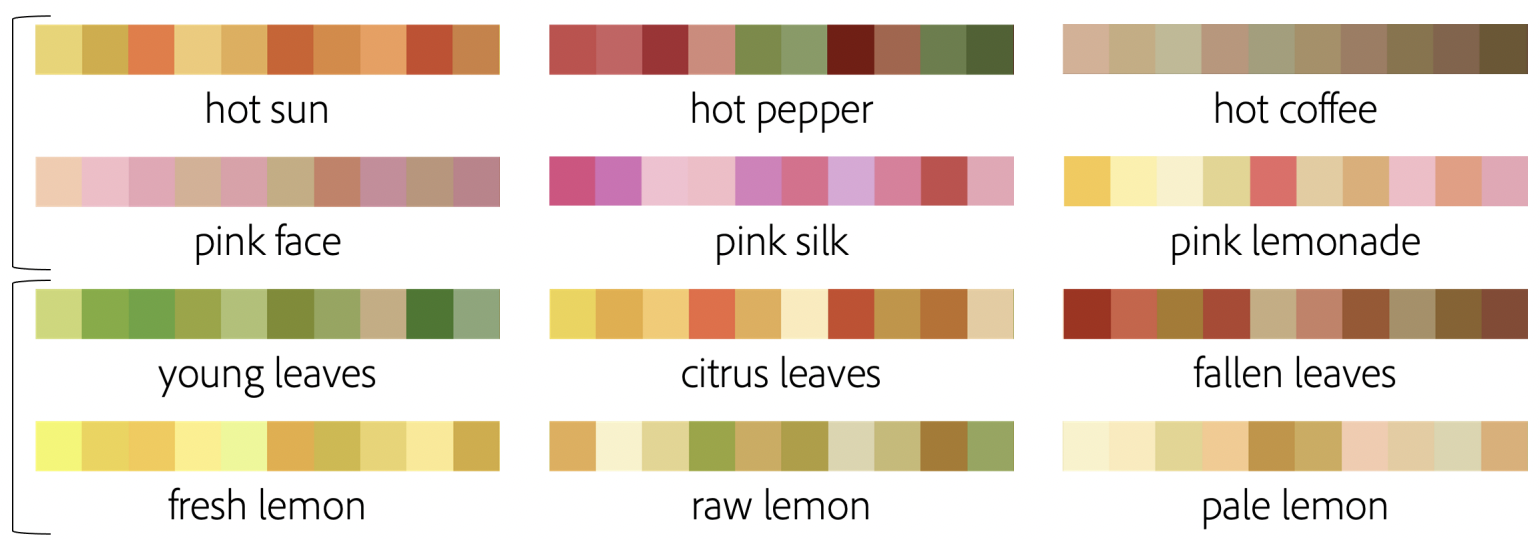 hot sun
hot pepper
hot coffee
pink face
pink silk
pink lemonade
young leaves
citrus leaves
fallen leaves
fresh lemon
raw lemon
pale lemon